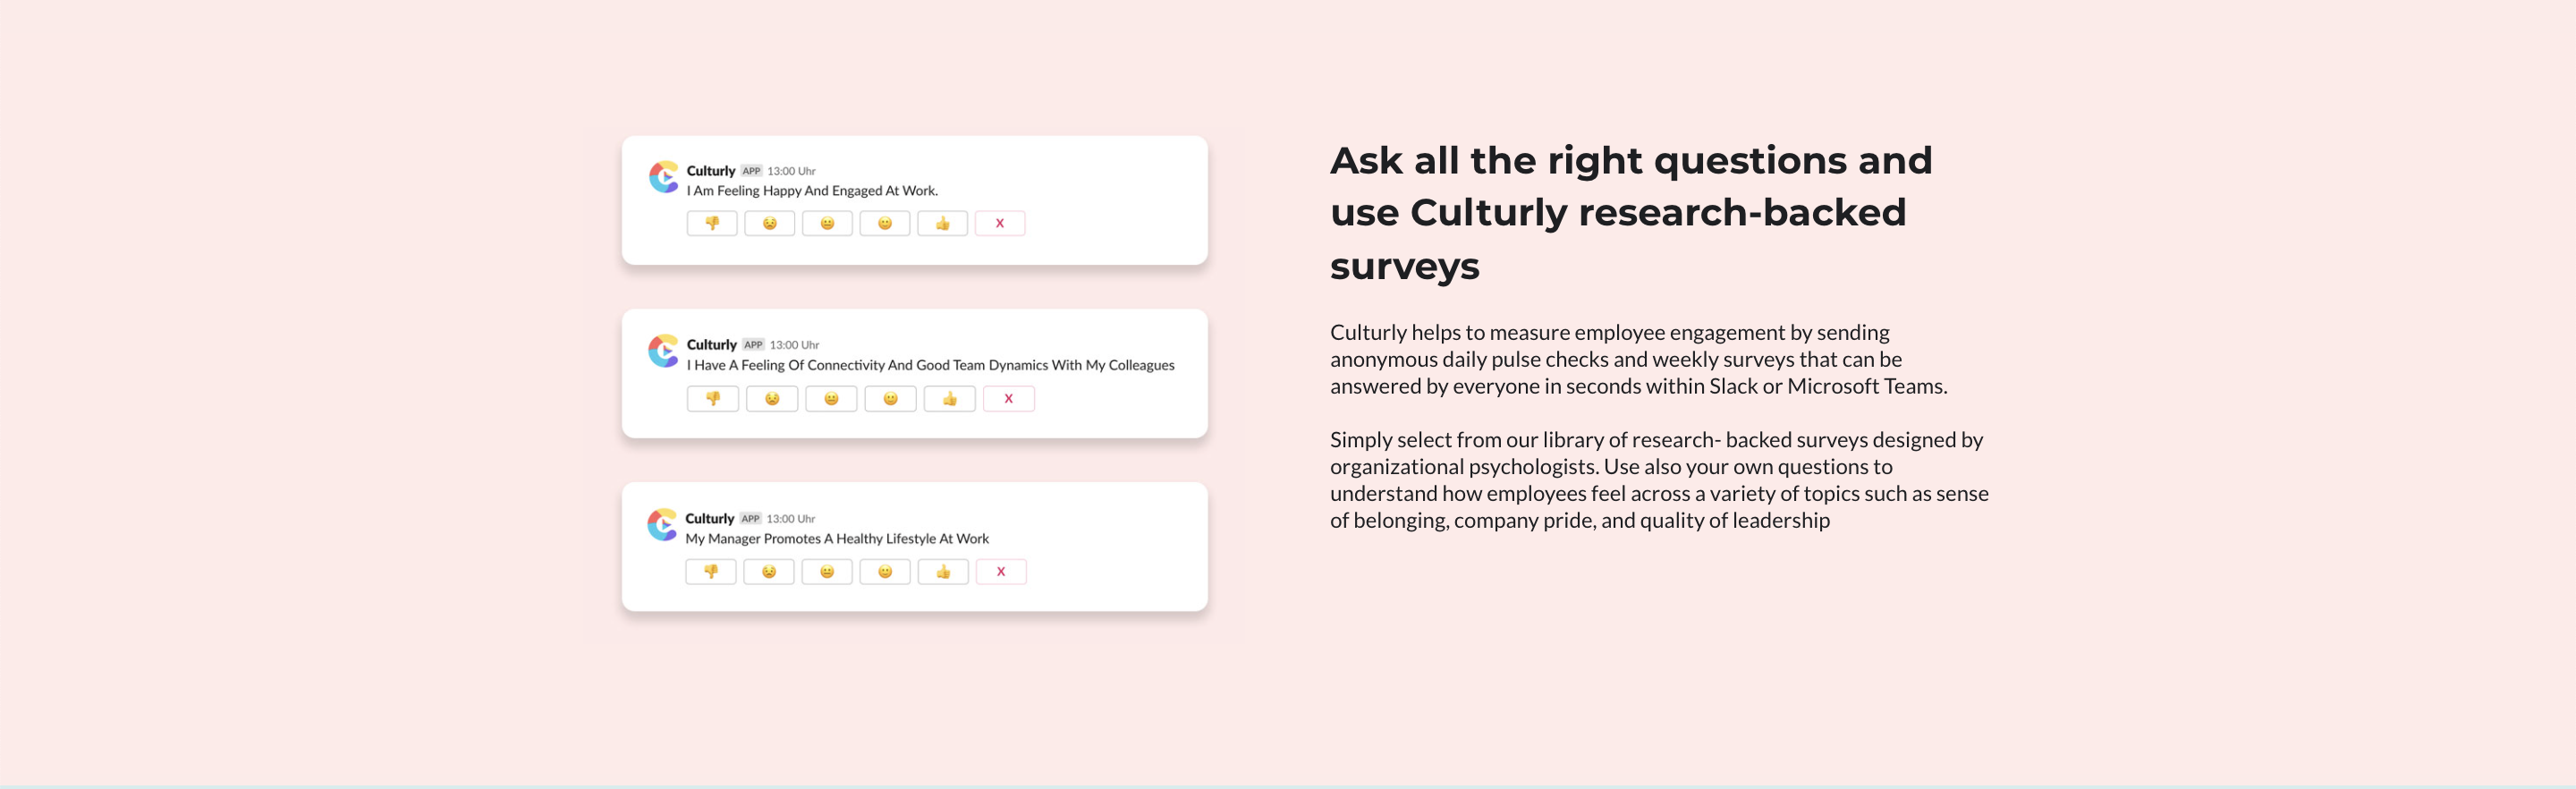 Culturly APP 13:00 Uhr
I Am Feeling Happy And Engaged At Work.
👎 😟 😐 🙂 👍 X
Culturly APP 13:00 Uhr
I Have A Feeling Of Connectivity And Good Team Dynamics With My Colleagues
👎 😟 😐 🙂 👍 X
Culturly APP 13:00 Uhr
My Manager Promotes A Healthy Lifestyle At Work
👎 😟 😐 🙂 👍 X
Ask all the right questions and
use Culturly research-backed
surveys
Culturly helps to measure employee engagement by sending
anonymous daily pulse checks and weekly surveys that can be
answered by everyone in seconds within Slack or Microsoft Teams.
Simply select from our library of research- backed surveys designed by
organizational psychologists. Use also your own questions to
understand how employees feel across a variety of topics such as sense
of belonging, company pride, and quality of leadership